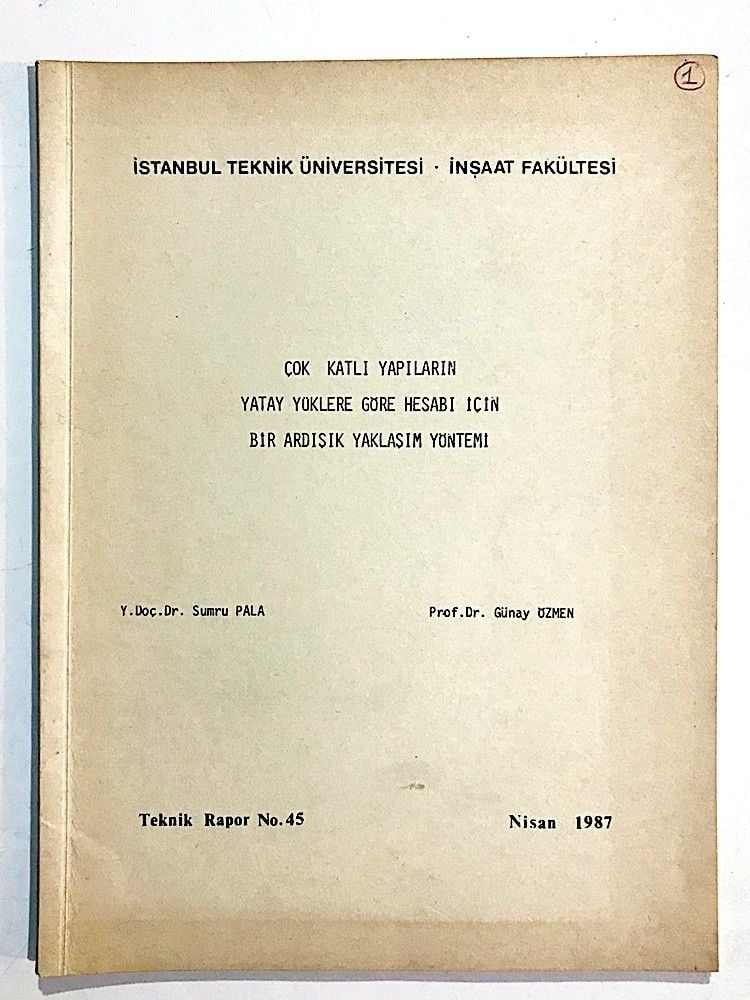 1
İSTANBUL TEKNİK ÜNİVERSİTESİ · İNŞAAT FAKÜLTESİ
ÇOK KATLI YAPILARIN
YATAY YÜKLERE GÖRE HESABI İÇİN
BİR ARDIŞIK YAKLAŞIM YÖNTEMİ
Y.Doç.Dr. Sumru PALA Prof.Dr. Günay ÖZMEN
Teknik Rapor No.45 Nisan 1987